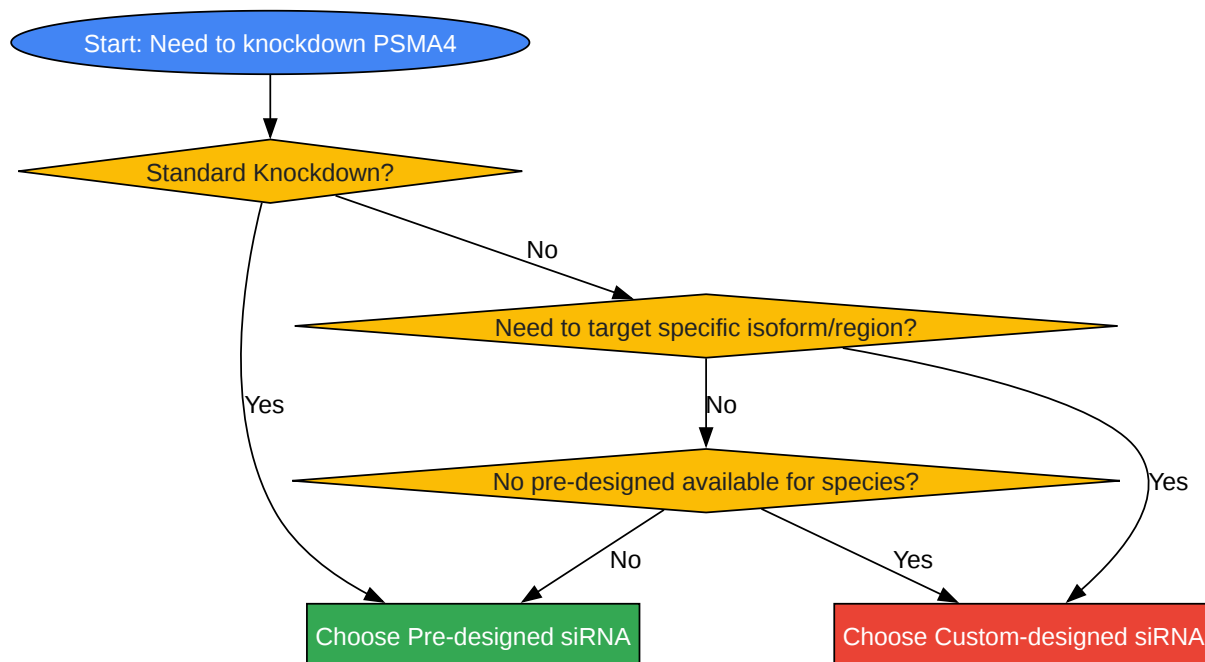 Start: Need to knockdown PSMA4
Standard Knockdown?
No
Need to target specific isoform/region?
Yes
No
No pre-designed available for species?
Yes
No
Yes
Choose Pre-designed siRNA
Choose Custom-designed siRNA